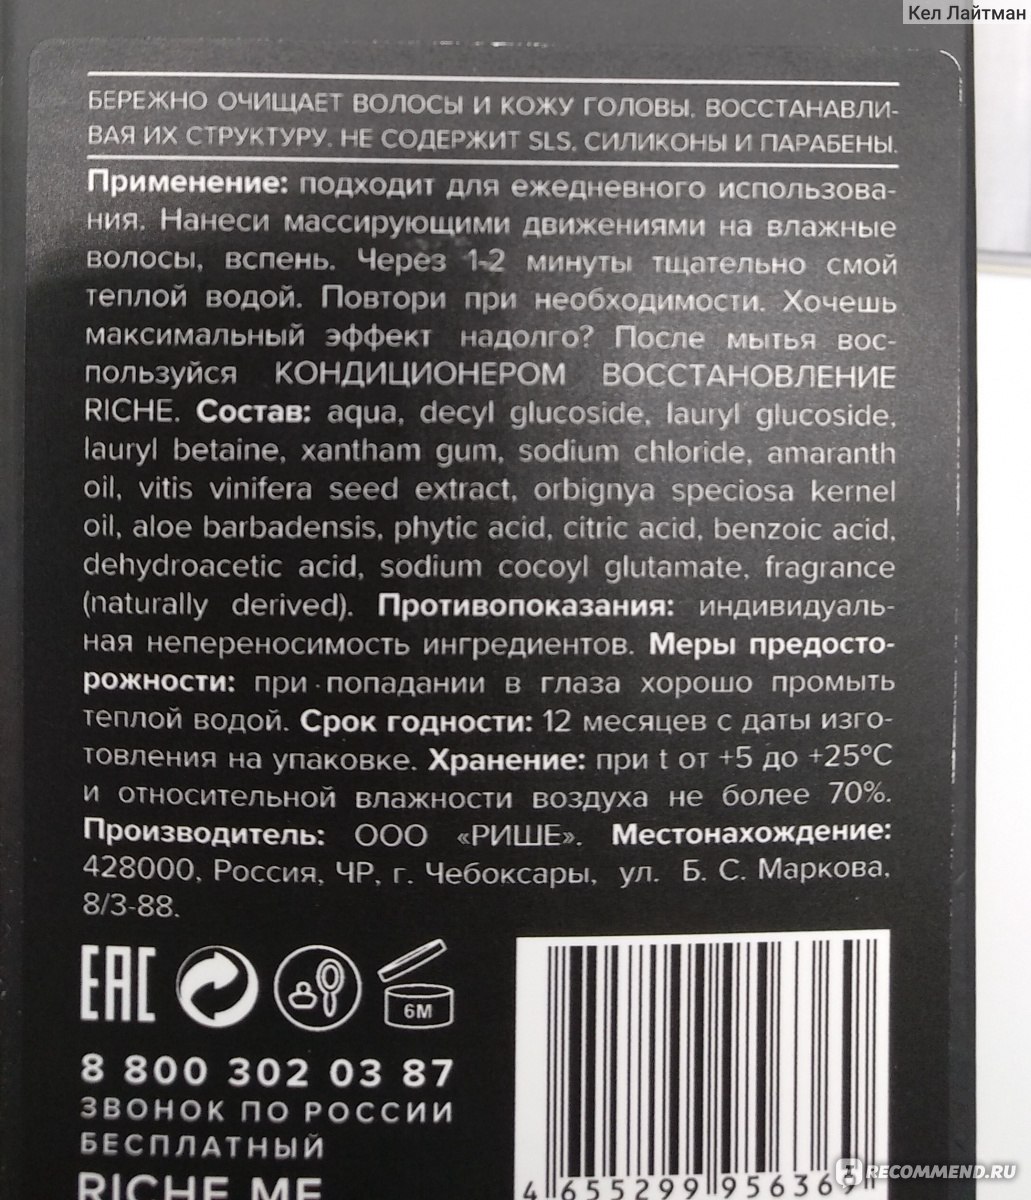 Кел Лайтман
БЕРЕЖНО ОЧИЩАЕТ ВОЛОСЫ И КОЖУ ГОЛОВЫ, ВОССТАНАВЛИ-
ВАЯ ИХ СТРУКТУРУ. НЕ СОДЕРЖИТ SLS, СИЛИКОНЫ И ПАРАБЕНЫ.
Применение: подходит для ежедневного использова-
ния. Нанеси массирующими движениями на влажные
волосы, вспень. Через 1-2 минуты тщательно смой
теплой водой. Повтори при необходимости. Хочешь
максимальный эффект надолго? После мытья вос-
пользуйся КОНДИЦИОНЕРОМ ВОССТАНОВЛЕНИЕ
RICHE. Состав: aqua, decyl glucoside, lauryl glucoside,
lauryl betaine, xantham gum, sodium chloride, amaranth
oil, vitis vinifera seed extract, orbignya speciosa kernel
oil, aloe barbadensis, phytic acid, citric acid, benzoic acid,
dehydroacetic acid, sodium cocoyl glutamate, fragrance
(naturally derived). Противопоказания: индивидуаль-
ная непереносимость ингредиентов. Меры предосто-
рожности: при попадании в глаза хорошо промыть
теплой водой. Срок годности: 12 месяцев с даты изго-
товления на упаковке. Хранение: при t от +5 до +25°C
и относительной влажности воздуха не более 70%.
Производитель: ООО «РИШЕ». Местонахождение:
428000, Россия, ЧР, г. Чебоксары, ул. Б. С. Маркова,
8/3-88.
EAC
6M
8 800 302 03 87
ЗВОНОК ПО РОССИИ
БЕСПЛАТНЫЙ
RICHE ME
4 655299 956369
RECOMMEND.RU